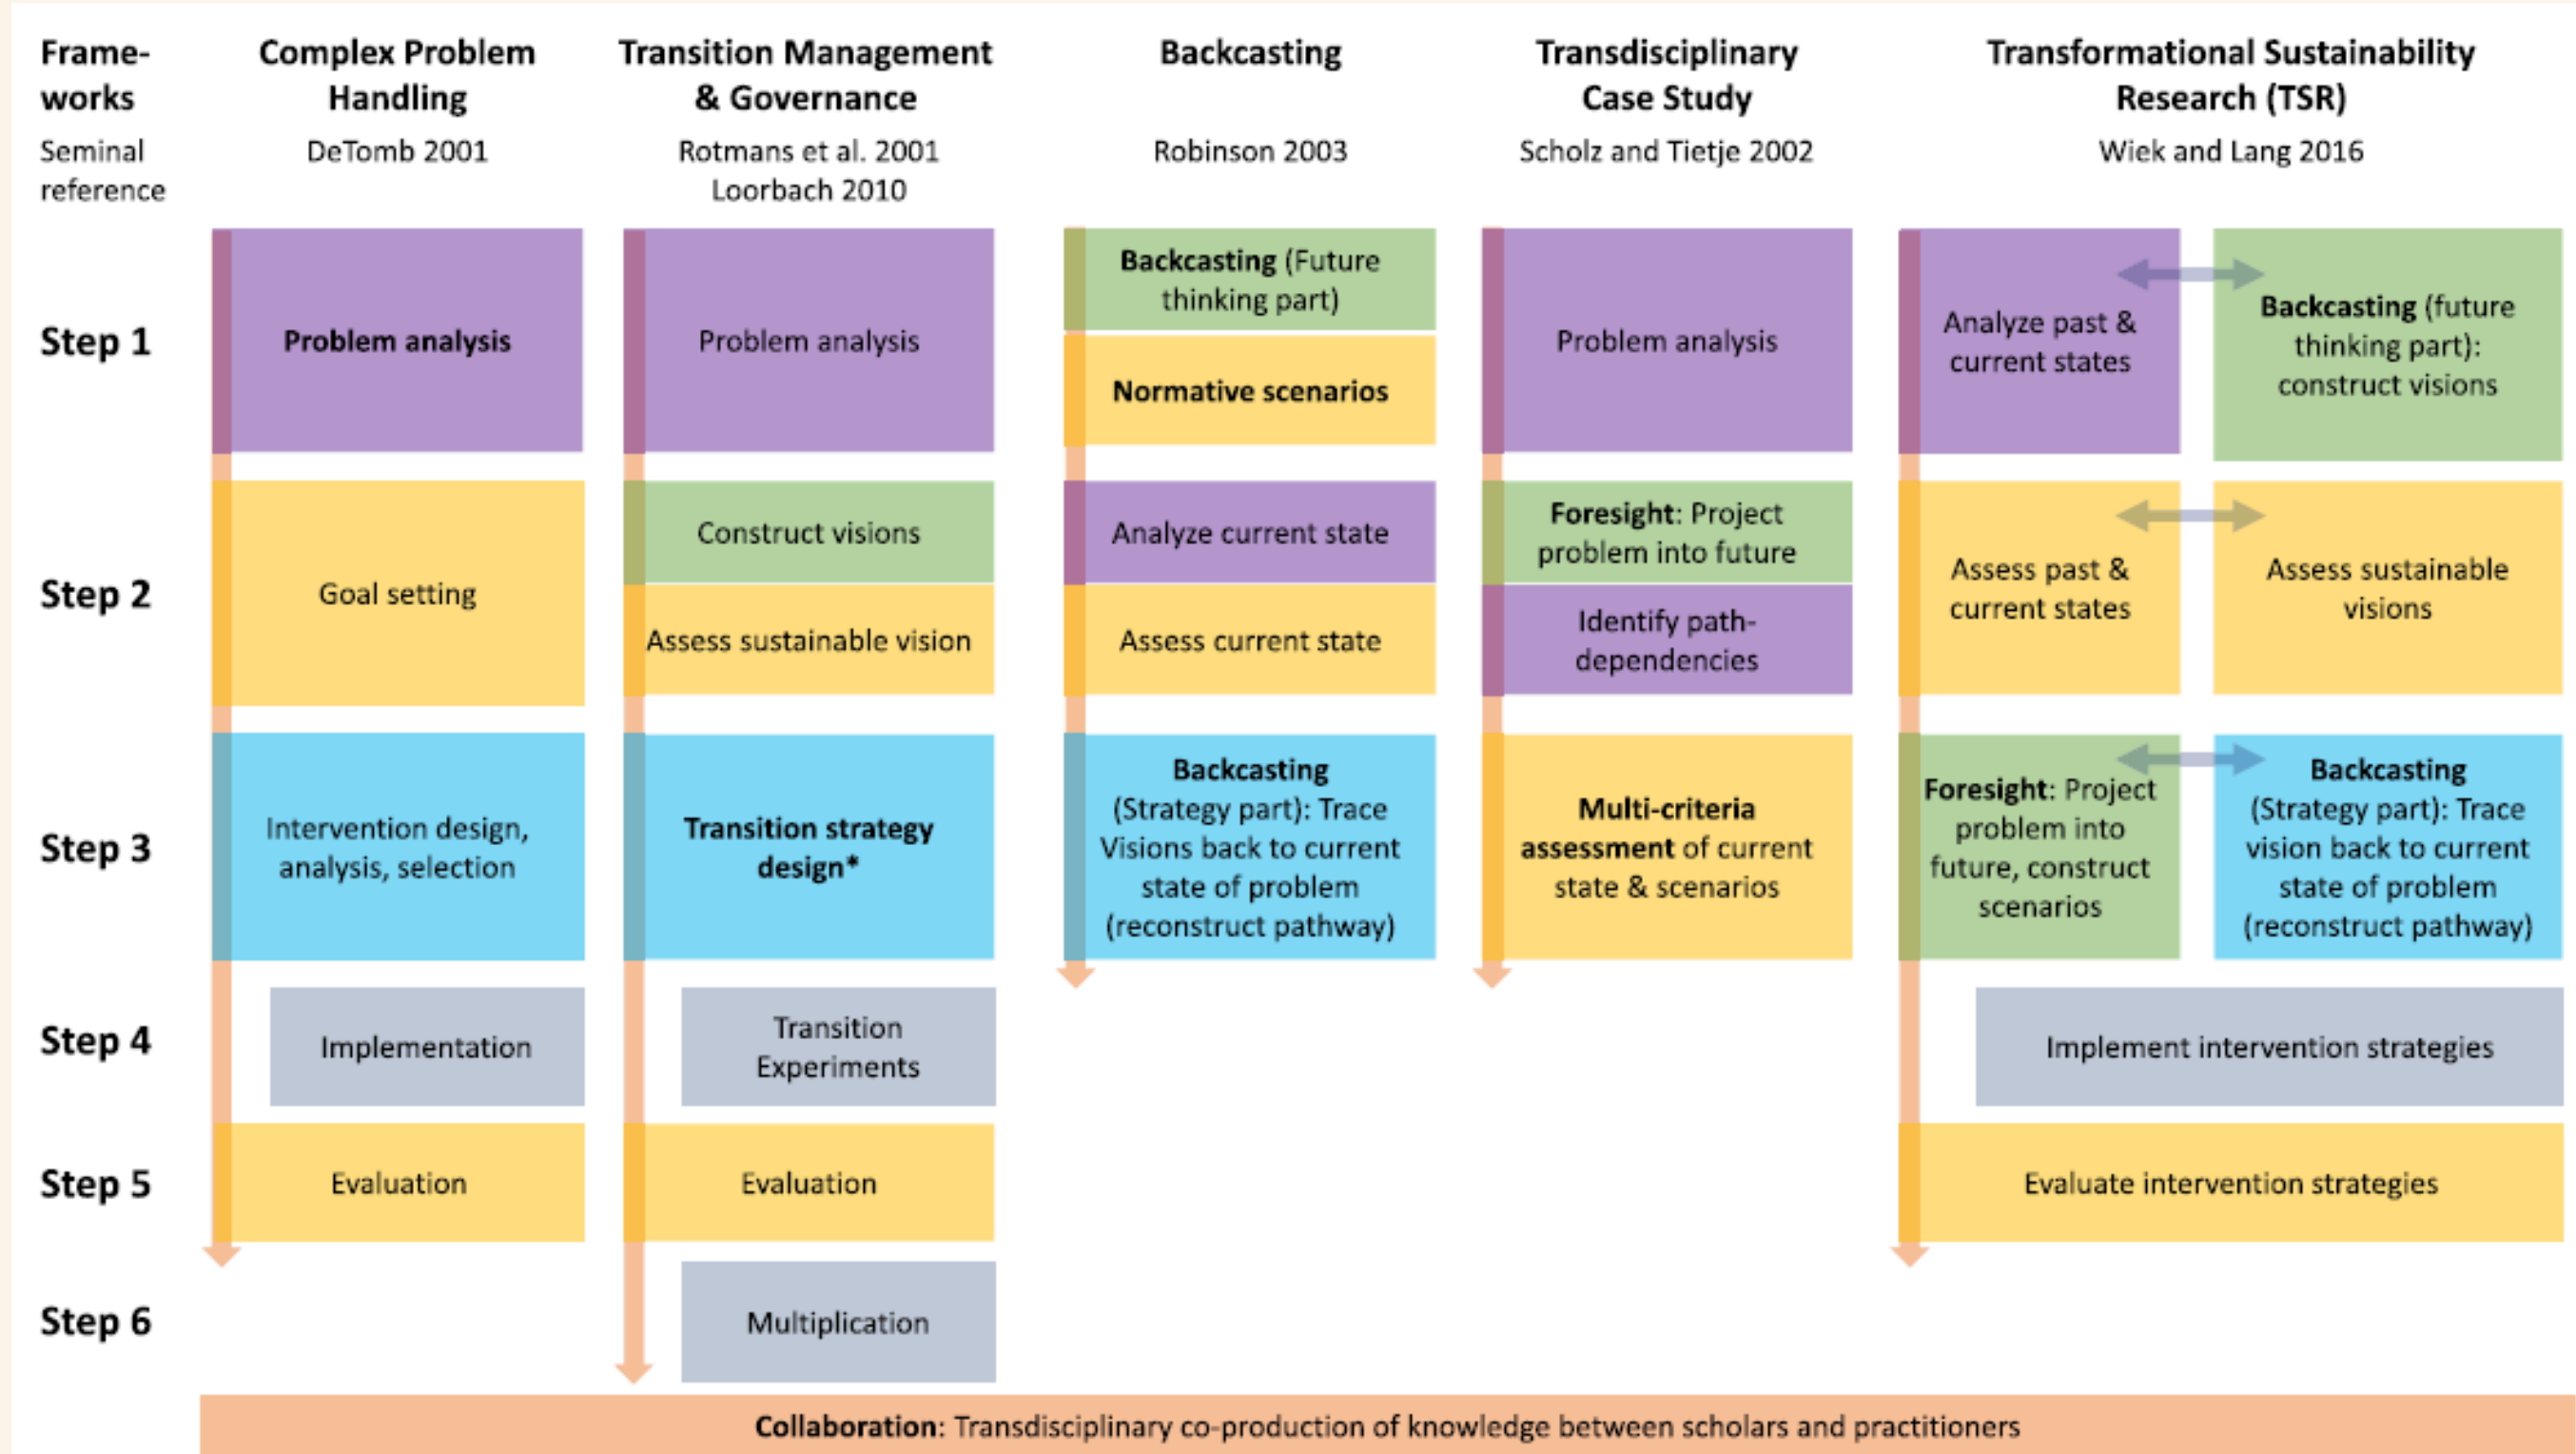 Frame-
works
Seminal
reference
Complex Problem
Handling
DeTomb 2001
Transition Management
& Governance
Rotmans et al. 2001
Loorbach 2010
Backcasting
Robinson 2003
Transdisciplinary
Case Study
Scholz and Tietje 2002
Transformational Sustainability
Research (TSR)
Wiek and Lang 2016
Step 1
Problem analysis
Problem analysis
Backcasting (Future
thinking part)
Normative scenarios
Problem analysis
Analyze past &
current states
Backcasting (future
thinking part):
construct visions
Step 2
Goal setting
Construct visions
Assess sustainable vision
Analyze current state
Assess current state
Foresight: Project
problem into future
Identify path-
dependencies
Assess past &
current states
Assess sustainable
visions
Step 3
Intervention design,
analysis, selection
Transition strategy
design*
Backcasting
(Strategy part): Trace
Visions back to current
state of problem
(reconstruct pathway)
Multi-criteria
assessment of current
state & scenarios
Foresight: Project
problem into
future, construct
scenarios
Backcasting
(Strategy part): Trace
vision back to current
state of problem
(reconstruct pathway)
Step 4
Implementation
Transition
Experiments
Implement intervention strategies
Step 5
Evaluation
Evaluation
Evaluate intervention strategies
Step 6
Multiplication
Collaboration: Transdisciplinary co-production of knowledge between scholars and practitioners